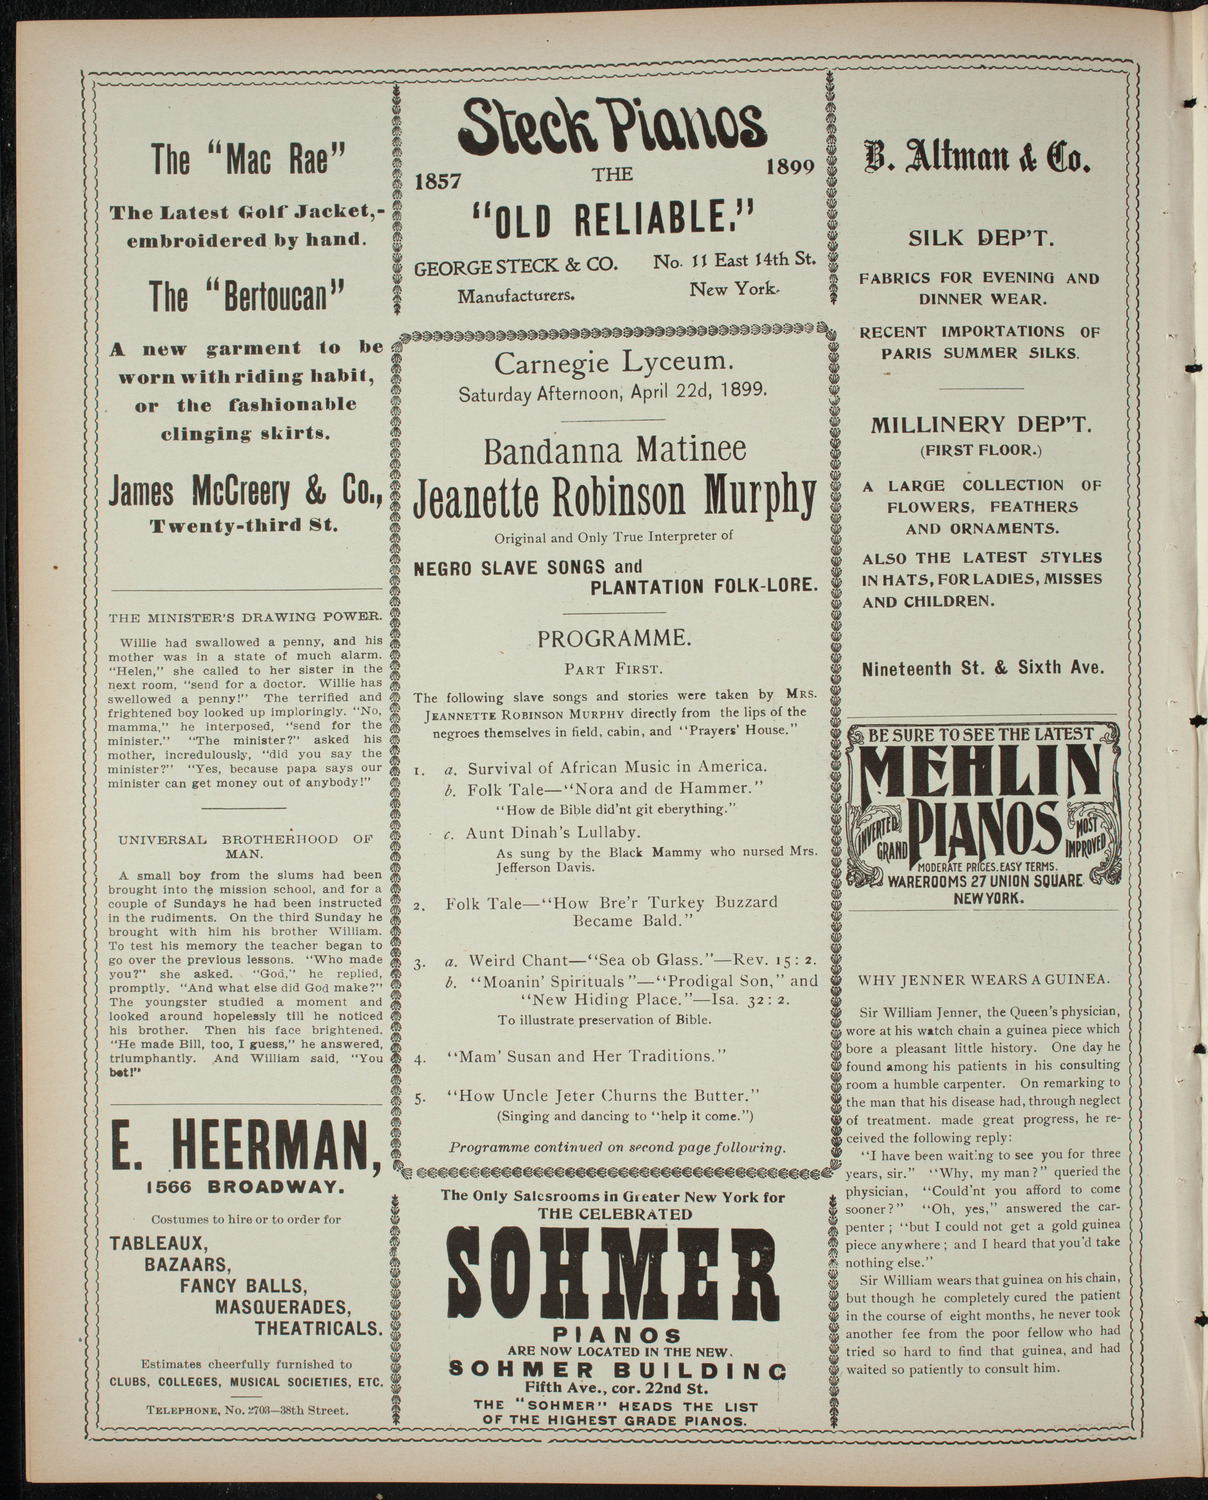 The "Mac Rae"
The Latest Golf Jacket,-
embroidered by hand.
The "Bertoucan"
A new garment to be
worn with riding habit,
or the fashionable
clinging skirts.
James McCreery & Co.,
Twenty-third St.
THE MINISTER'S DRAWING POWER.
Willie had swallowed a penny, and his
mother was in a state of much alarm.
"Helen," she called to her sister in the
next room, "send for a doctor. Willie has
swellowed a penny!" The terrified and
frightened boy looked up imploringly. "No,
mamma," he interposed, "send for the
minister." "The minister?" asked his
mother, incredulously, "did you say the
minister?" "Yes, because papa says our
minister can get money out of anybody!"
UNIVERSAL BROTHERHOOD OF
MAN.
A small boy from the slums had been
brought into the mission school, and for a
couple of Sundays he had been instructed
in the rudiments. On the third Sunday he
brought with him his brother William.
To test his memory the teacher began to
go over the previous lessons. "Who made
you?" she asked. "God," he replied,
promptly. "And what else did God make?"
The youngster studied a moment and
looked around hopelessly till he noticed
his brother. Then his face brightened.
"He made Bill, too, I guess," he answered,
triumphantly. And William said, "You
bet!"
E. HEERMAN,
1566 BROADWAY.
Costumes to hire or to order for
TABLEAUX,
BAZAARS,
FANCY BALLS,
MASQUERADES,
THEATRICALS.
Estimates cheerfully furnished to
CLUBS, COLLEGES, MUSICAL SOCIETIES, ETC.
TELEPHONE, No. 2703—38th Street.
Steck Pianos
1857 THE 1899
"OLD RELIABLE."
GEORGE STECK & CO. No. 11 East 14th St.
Manufacturers. New York.
Carnegie Lyceum.
Saturday Afternoon, April 22d, 1899.
Bandanna Matinee
Jeanette Robinson Murphy
Original and Only True Interpreter of
NEGRO SLAVE SONGS and
PLANTATION FOLK-LORE.
PROGRAMME.
PART FIRST.
The following slave songs and stories were taken by MRS.
JEANNETTE ROBINSON MURPHY directly from the lips of the
negroes themselves in field, cabin, and "Prayers' House."
1. a. Survival of African Music in America.
b. Folk Tale—"Nora and de Hammer."
"How de Bible did'nt git eberything."
c. Aunt Dinah's Lullaby.
As sung by the Black Mammy who nursed Mrs.
Jefferson Davis.
2. Folk Tale—"How Bre'r Turkey Buzzard
Became Bald."
3. a. Weird Chant—"Sea ob Glass."—Rev. 15: 2.
b. "Moanin' Spirituals"—"Prodigal Son," and
"New Hiding Place."—Isa. 32: 2.
To illustrate preservation of Bible.
4. "Mam' Susan and Her Traditions."
5. "How Uncle Jeter Churns the Butter."
(Singing and dancing to "help it come.")
Programme continued on second page following.
The Only Salesrooms in Greater New York for
THE CELEBRATED
SOHMER
PIANOS
ARE NOW LOCATED IN THE NEW.
SOHMER BUILDING
Fifth Ave., cor. 22nd St.
THE "SOHMER" HEADS THE LIST
OF THE HIGHEST GRADE PIANOS.
B. Altman & Co.
SILK DEP'T.
FABRICS FOR EVENING AND
DINNER WEAR.
RECENT IMPORTATIONS OF
PARIS SUMMER SILKS.
MILLINERY DEP'T.
(FIRST FLOOR.)
A LARGE COLLECTION OF
FLOWERS, FEATHERS
AND ORNAMENTS.
ALSO THE LATEST STYLES
IN HATS, FOR LADIES, MISSES
AND CHILDREN.
Nineteenth St. & Sixth Ave.
BE SURE TO SEE THE LATEST
MEHLIN
INVERTED GRAND PIANOS MOST IMPROVED
MODERATE PRICES. EASY TERMS.
WAREROOMS 27 UNION SQUARE
NEW YORK.
WHY JENNER WEARS A GUINEA.
Sir William Jenner, the Queen's physician,
wore at his watch chain a guinea piece which
bore a pleasant little history. One day he
found among his patients in his consulting
room a humble carpenter. On remarking to
the man that his disease had, through neglect
of treatment. made great progress, he re-
ceived the following reply:
"I have been waiting to see you for three
years, sir." "Why, my man?" queried the
physician, "Could'nt you afford to come
sooner?" "Oh, yes," answered the car-
penter; "but I could not get a gold guinea
piece anywhere; and I heard that you'd take
nothing else."
Sir William wears that guinea on his chain,
but though he completely cured the patient
in the course of eight months, he never took
another fee from the poor fellow who had
tried so hard to find that guinea, and had
waited so patiently to consult him.